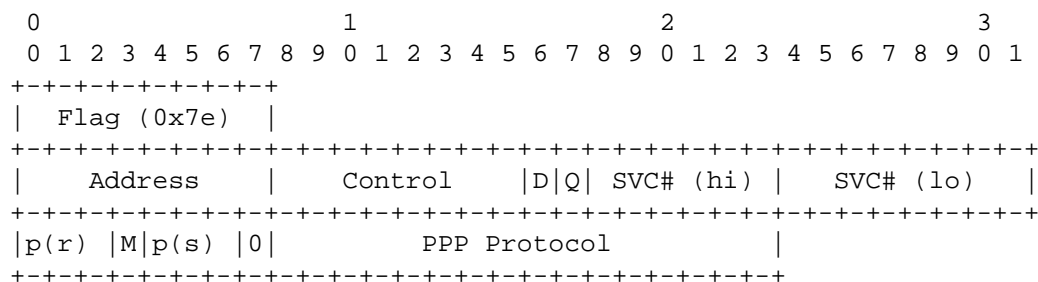 0                   1                   2                   3
 0 1 2 3 4 5 6 7 8 9 0 1 2 3 4 5 6 7 8 9 0 1 2 3 4 5 6 7 8 9 0 1
+-+-+-+-+-+-+-+-+
|  Flag (0x7e)  |
+-+-+-+-+-+-+-+-+-+-+-+-+-+-+-+-+-+-+-+-+-+-+-+-+-+-+-+-+-+-+-+-+
|    Address    |    Control    |D|Q| SVC# (hi) |   SVC# (lo)   |
+-+-+-+-+-+-+-+-+-+-+-+-+-+-+-+-+-+-+-+-+-+-+-+-+-+-+-+-+-+-+-+-+
|p(r) |M|p(s) |0|         PPP Protocol          |
+-+-+-+-+-+-+-+-+-+-+-+-+-+-+-+-+-+-+-+-+-+-+-+-+